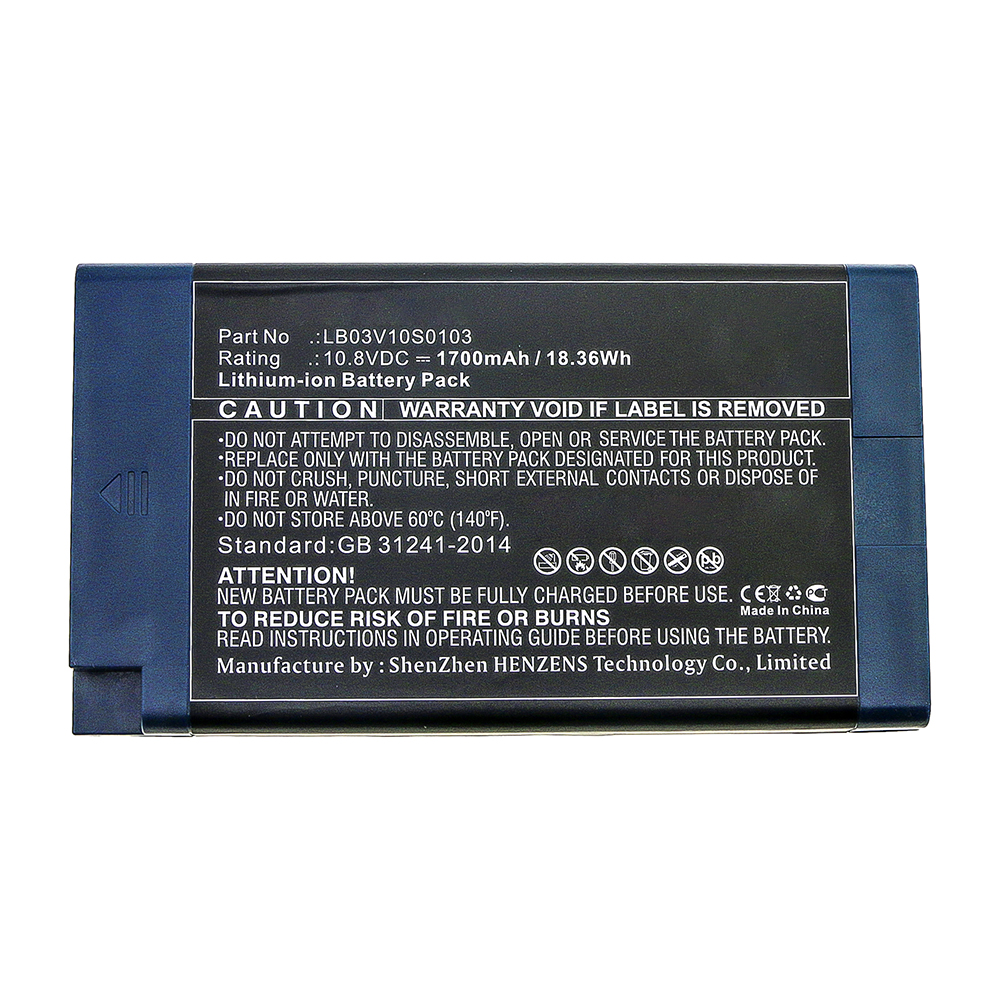 Part No .:LB03V10S0103
Rating .:10.8VDC ⎓ 1700mAh / 18.36Wh
Lithium-ion Battery Pack
CAUTION | WARRANTY VOID IF LABEL IS REMOVED
•DO NOT ATTEMPT TO DISASSEMBLE, OPEN OR SERVICE THE BATTERY PACK.
•REPLACE ONLY WITH THE BATTERY PACK DESIGNATED FOR THIS PRODUCT.
•DO NOT CRUSH, PUNCTURE, SHORT EXTERNAL CONTACTS OR DISPOSE OF
IN FIRE OR WATER.
•DO NOT STORE ABOVE 60ºC (140ºF).
Standard:GB 31241-2014
Pb
CE
Made In China
ATTENTION!
NEW BATTERY PACK MUST BE FULLY CHARGED BEFORE USE.
TO REDUCE RISK OF FIRE OR BURNS
READ INSTRUCTIONS IN OPERATING GUIDE BEFORE USING THE BATTERY.
Manufacture by : ShenZhen HENZENS Technology Co., Limited